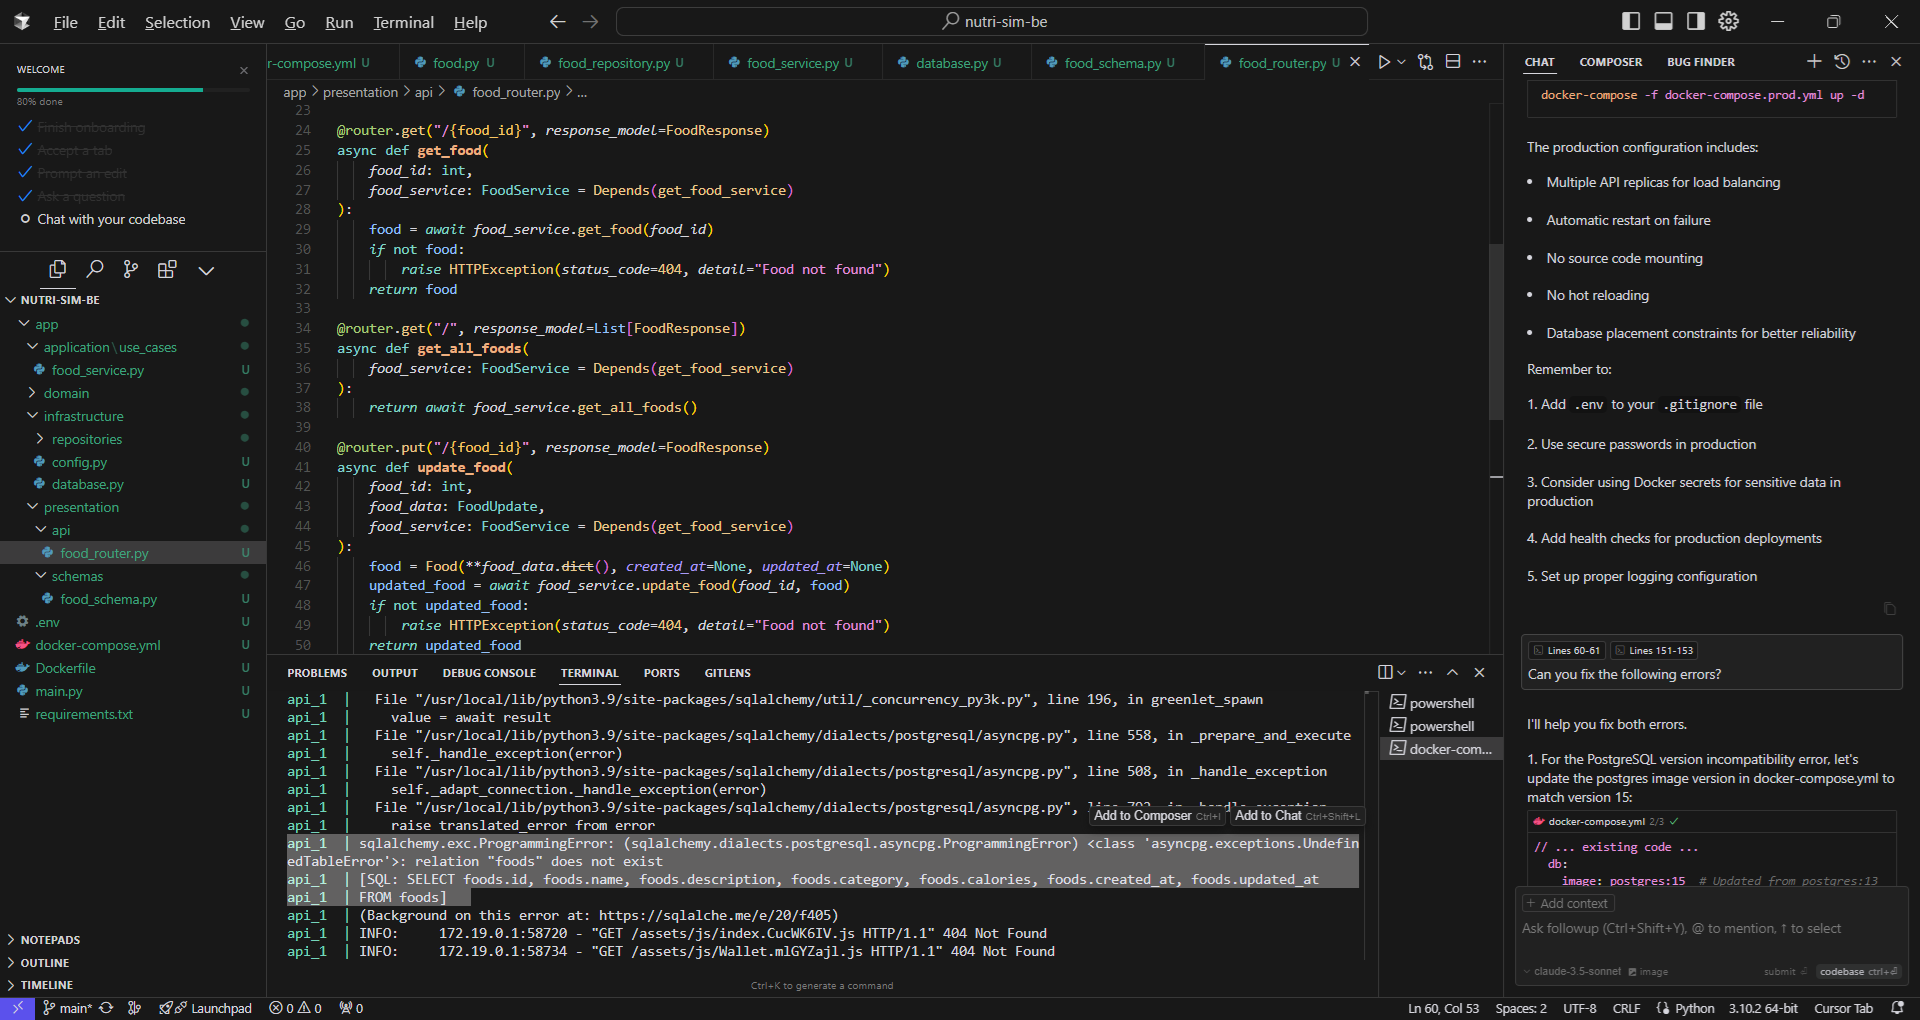 File Edit Selection View Go Run Terminal Help
nutri-sim-be
WELCOME
80% done
Finish onboarding
Accept a tab
Prompt an edit
Ask a question
Chat with your codebase
NUTRI-SIM-BE
app
application\use_cases
food_service.py U
domain
infrastructure
repositories
config.py U
database.py U
presentation
api
food_router.py U
schemas
food_schema.py U
.env U
docker-compose.yml U
Dockerfile U
main.py U
requirements.txt U
NOTEPADS
OUTLINE
TIMELINE
r-compose.yml U food.py U food_repository.py U food_service.py U database.py U food_schema.py U food_router.py U
app > presentation > api > food_router.py > ...
23
24 @router.get("/{food_id}", response_model=FoodResponse)
25 async def get_food(
26 food_id: int,
27 food_service: FoodService = Depends(get_food_service)
28 ):
29 food = await food_service.get_food(food_id)
30 if not food:
31 raise HTTPException(status_code=404, detail="Food not found")
32 return food
33
34 @router.get("/", response_model=List[FoodResponse])
35 async def get_all_foods(
36 food_service: FoodService = Depends(get_food_service)
37 ):
38 return await food_service.get_all_foods()
39
40 @router.put("/{food_id}", response_model=FoodResponse)
41 async def update_food(
42 food_id: int,
43 food_data: FoodUpdate,
44 food_service: FoodService = Depends(get_food_service)
45 ):
46 food = Food(**food_data.dict(), created_at=None, updated_at=None)
47 updated_food = await food_service.update_food(food_id, food)
48 if not updated_food:
49 raise HTTPException(status_code=404, detail="Food not found")
50 return updated_food
PROBLEMS OUTPUT DEBUG CONSOLE TERMINAL PORTS GITLENS
api_1 | File "/usr/local/lib/python3.9/site-packages/sqlalchemy/util/_concurrency_py3k.py", line 196, in greenlet_spawn
api_1 | value = await result
api_1 | File "/usr/local/lib/python3.9/site-packages/sqlalchemy/dialects/postgresql/asyncpg.py", line 558, in _prepare_and_execute
api_1 | self._handle_exception(error)
api_1 | File "/usr/local/lib/python3.9/site-packages/sqlalchemy/dialects/postgresql/asyncpg.py", line 508, in _handle_exception
api_1 | self._adapt_connection._handle_exception(error)
api_1 | File "/usr/local/lib/python3.9/site-packages/sqlalchemy/dialects/postgresql/asyncpg.py",
Add to Composer Ctrl+I Add to Chat Ctrl+Shift+L
api_1 | raise translated_error from error
api_1 | sqlalchemy.exc.ProgrammingError: (sqlalchemy.dialects.postgresql.asyncpg.ProgrammingError) <class 'asyncpg.exceptions.Undefin
edTableError'>: relation "foods" does not exist
api_1 | [SQL: SELECT foods.id, foods.name, foods.description, foods.category, foods.calories, foods.created_at, foods.updated_at
api_1 | FROM foods]
api_1 | (Background on this error at: https://sqlalche.me/e/20/f405)
api_1 | INFO: 172.19.0.1:58720 - "GET /assets/js/index.CucWK6IV.js HTTP/1.1" 404 Not Found
api_1 | INFO: 172.19.0.1:58734 - "GET /assets/js/Wallet.mlGYZajl.js HTTP/1.1" 404 Not Found
Ctrl+K to generate a command
powershell
powershell
docker-com...
CHAT COMPOSER BUG FINDER
docker-compose -f docker-compose.prod.yml up -d
The production configuration includes:
• Multiple API replicas for load balancing
• Automatic restart on failure
• No source code mounting
• No hot reloading
• Database placement constraints for better reliability
Remember to:
1. Add .env to your .gitignore file
2. Use secure passwords in production
3. Consider using Docker secrets for sensitive data in
production
4. Add health checks for production deployments
5. Set up proper logging configuration
Lines 60-61 Lines 151-153
Can you fix the following errors?
I'll help you fix both errors.
1. For the PostgreSQL version incompatibility error, let's
update the postgres image version in docker-compose.yml to
match version 15:
docker-compose.yml 2/3
// ... existing code ...
db:
image: postgres:15 # Updated from postgres:13
+ Add context
Ask followup (Ctrl+Shift+Y), @ to mention, ↑ to select
claude-3.5-sonnet image submit codebase ctrl+⏎
main* Launchpad 0 0 0 Ln 60, Col 53 Spaces: 2 UTF-8 CRLF Python 3.10.2 64-bit Cursor Tab